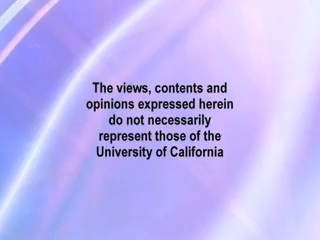 The views, contents and
opinions expressed herein
do not necessarily
represent those of the
University of California